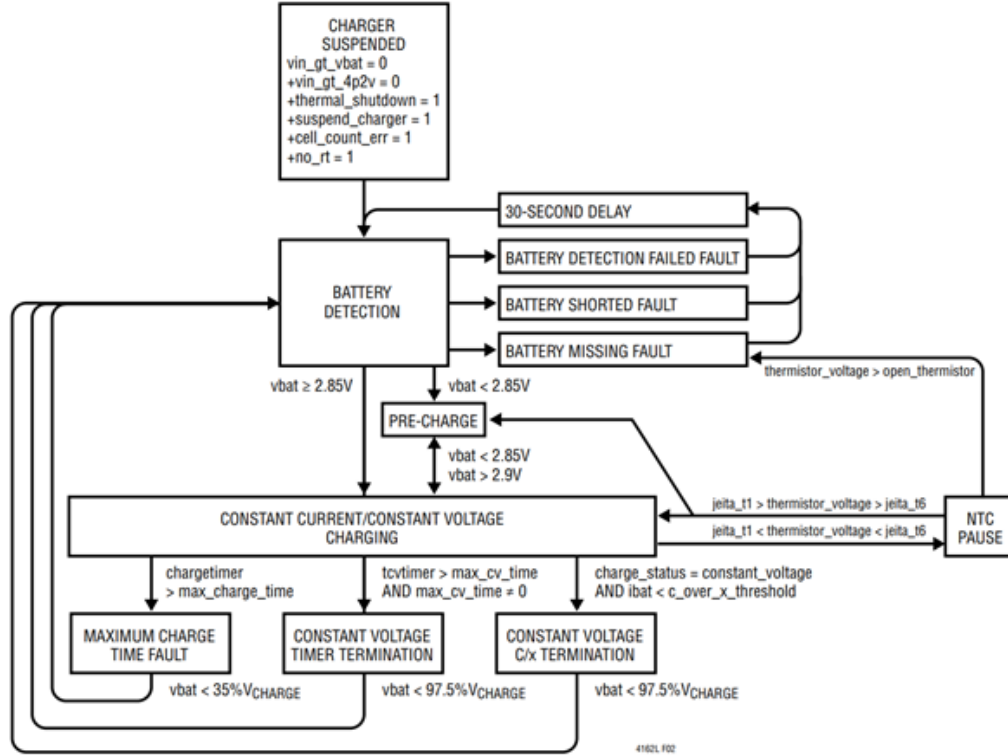 CHARGER
SUSPENDED
vin_gt_vbat = 0
+vin_gt_4p2v = 0
+thermal_shutdown = 1
+suspend_charger = 1
+cell_count_err = 1
+no_rt = 1
30-SECOND DELAY
BATTERY DETECTION FAILED FAULT
BATTERY
DETECTION
BATTERY SHORTED FAULT
BATTERY MISSING FAULT
thermistor_voltage > open_thermistor
vbat ≥ 2.85V
vbat < 2.85V
PRE-CHARGE
vbat < 2.85V
vbat > 2.9V
CONSTANT CURRENT/CONSTANT VOLTAGE
CHARGING
jeita_t1 > thermistor_voltage > jeita_t6
jeita_t1 < thermistor_voltage < jeita_t6
NTC
PAUSE
chargetimer
> max_charge_time
tcvtimer > max_cv_time
AND max_cv_time ≠ 0
charge_status = constant_voltage
AND ibat < c_over_x_threshold
MAXIMUM CHARGE
TIME FAULT
CONSTANT VOLTAGE
TIMER TERMINATION
CONSTANT VOLTAGE
C/x TERMINATION
vbat < 35%VCHARGE
vbat < 97.5%VCHARGE
vbat < 97.5%VCHARGE
4162L F02